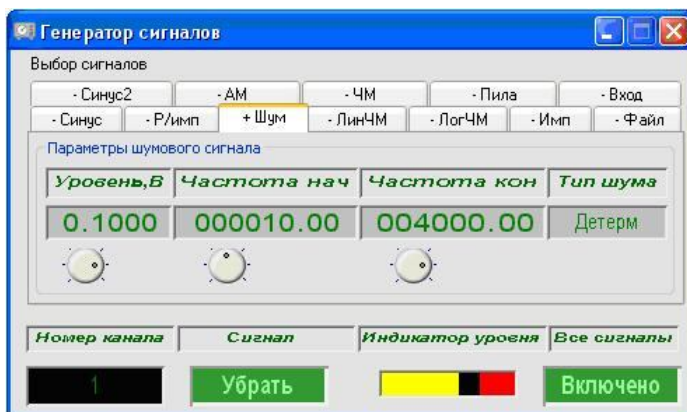 Генератор сигналов
Выбор сигналов
- Синус2 - АМ - ЧМ - Пила - Вход
- Синус - Р/имп + Шум - ЛинЧМ - ЛогЧМ - Имп - Файл
Параметры шумового сигнала
Уровень,В Частота нач Частота кон Тип шума
0.1000 000010.00 004000.00 Детерм
Номер канала Сигнал Индикатор уровня Все сигналы
1 Убрать Включено